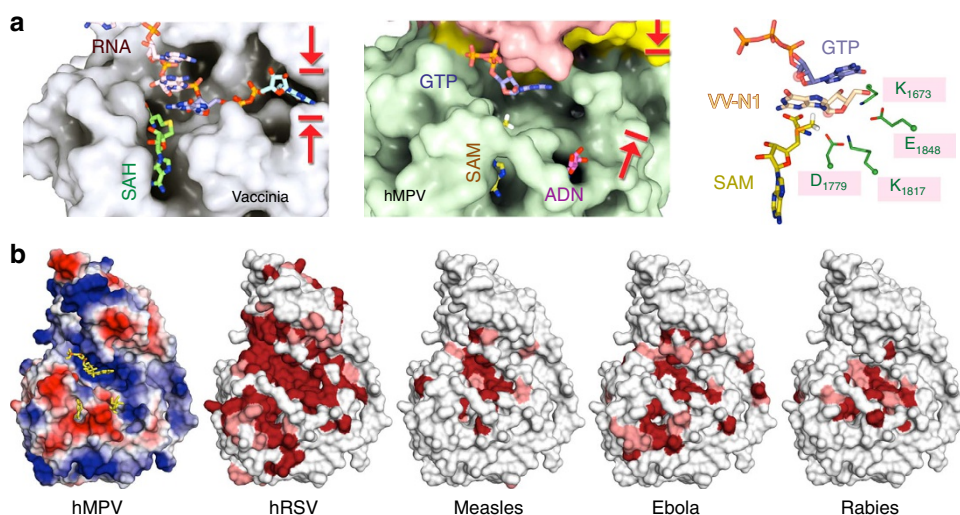 a
RNA
SAH
Vaccinia
GTP
SAM
hMPV
ADN
GTP
VV-N1
K1673
E1848
D1779
K1817
SAM
b
hMPV
hRSV
Measles
Ebola
Rabies